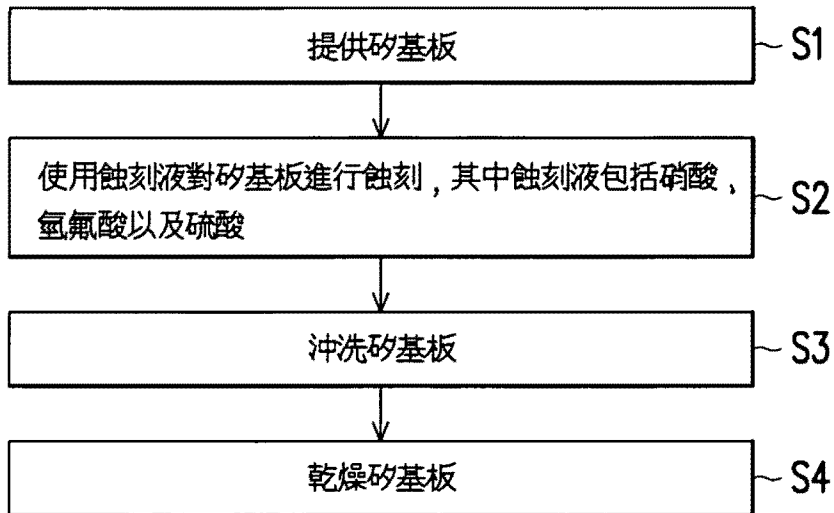 提供矽基板 S1
使用蝕刻液對矽基板進行蝕刻，其中蝕刻液包括硝酸、 S2
氫氟酸以及硫酸
沖洗矽基板 S3
乾燥矽基板 S4